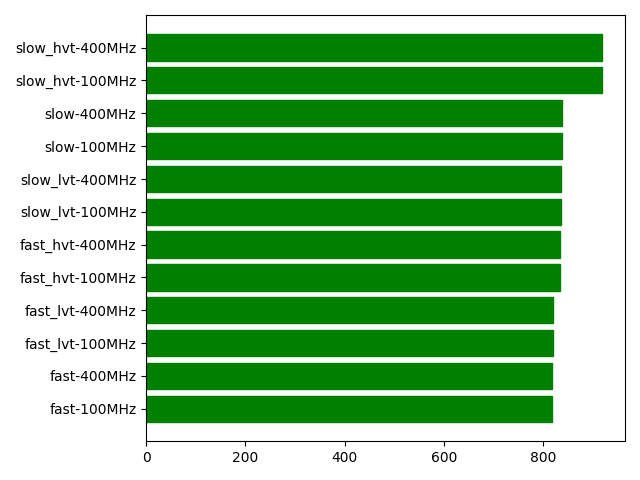 slow_hvt-400MHz
slow_hvt-100MHz
slow-400MHz
slow-100MHz
slow_lvt-400MHz
slow_lvt-100MHz
fast_hvt-400MHz
fast_hvt-100MHz
fast_lvt-400MHz
fast_lvt-100MHz
fast-400MHz
fast-100MHz
0 200 400 600 800